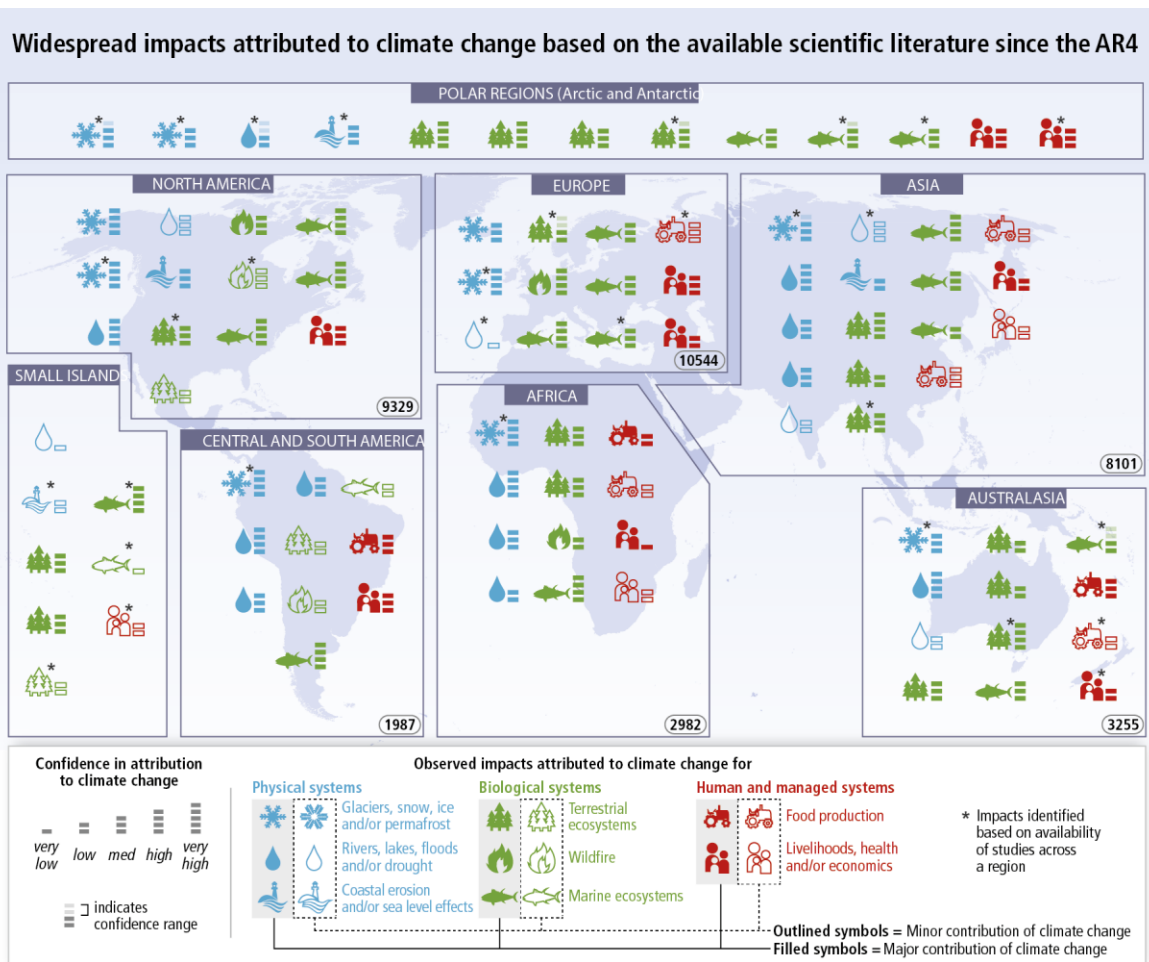 Widespread impacts attributed to climate change based on the available scientific literature since the AR4
POLAR REGIONS (Arctic and Antarctic
* * * * * * * *
NORTH AMERICA
*
*
*
9329
EUROPE
* *
*
* *
10544
ASIA
* *
*
8101
SMALL ISLAND
* *
*
*
*
CENTRAL AND SOUTH AMERICA
*
1987
AFRICA
*
2982
AUSTRALASIA
* *
* *
*
3255
Confidence in attribution
to climate change
very
low
low
med
high
very
high
indicates
confidence range
Observed impacts attributed to climate change for
Physical systems
Glaciers, snow, ice
and/or permafrost
Rivers, lakes, floods
and/or drought
Coastal erosion
and/or sea level effects
Biological systems
Terrestrial
ecosystems
Wildfire
Marine ecosystems
Human and managed systems
Food production
Livelihoods, health
and/or economics
* Impacts identified
based on availability
of studies across
a region
Outlined symbols = Minor contribution of climate change
Filled symbols = Major contribution of climate change